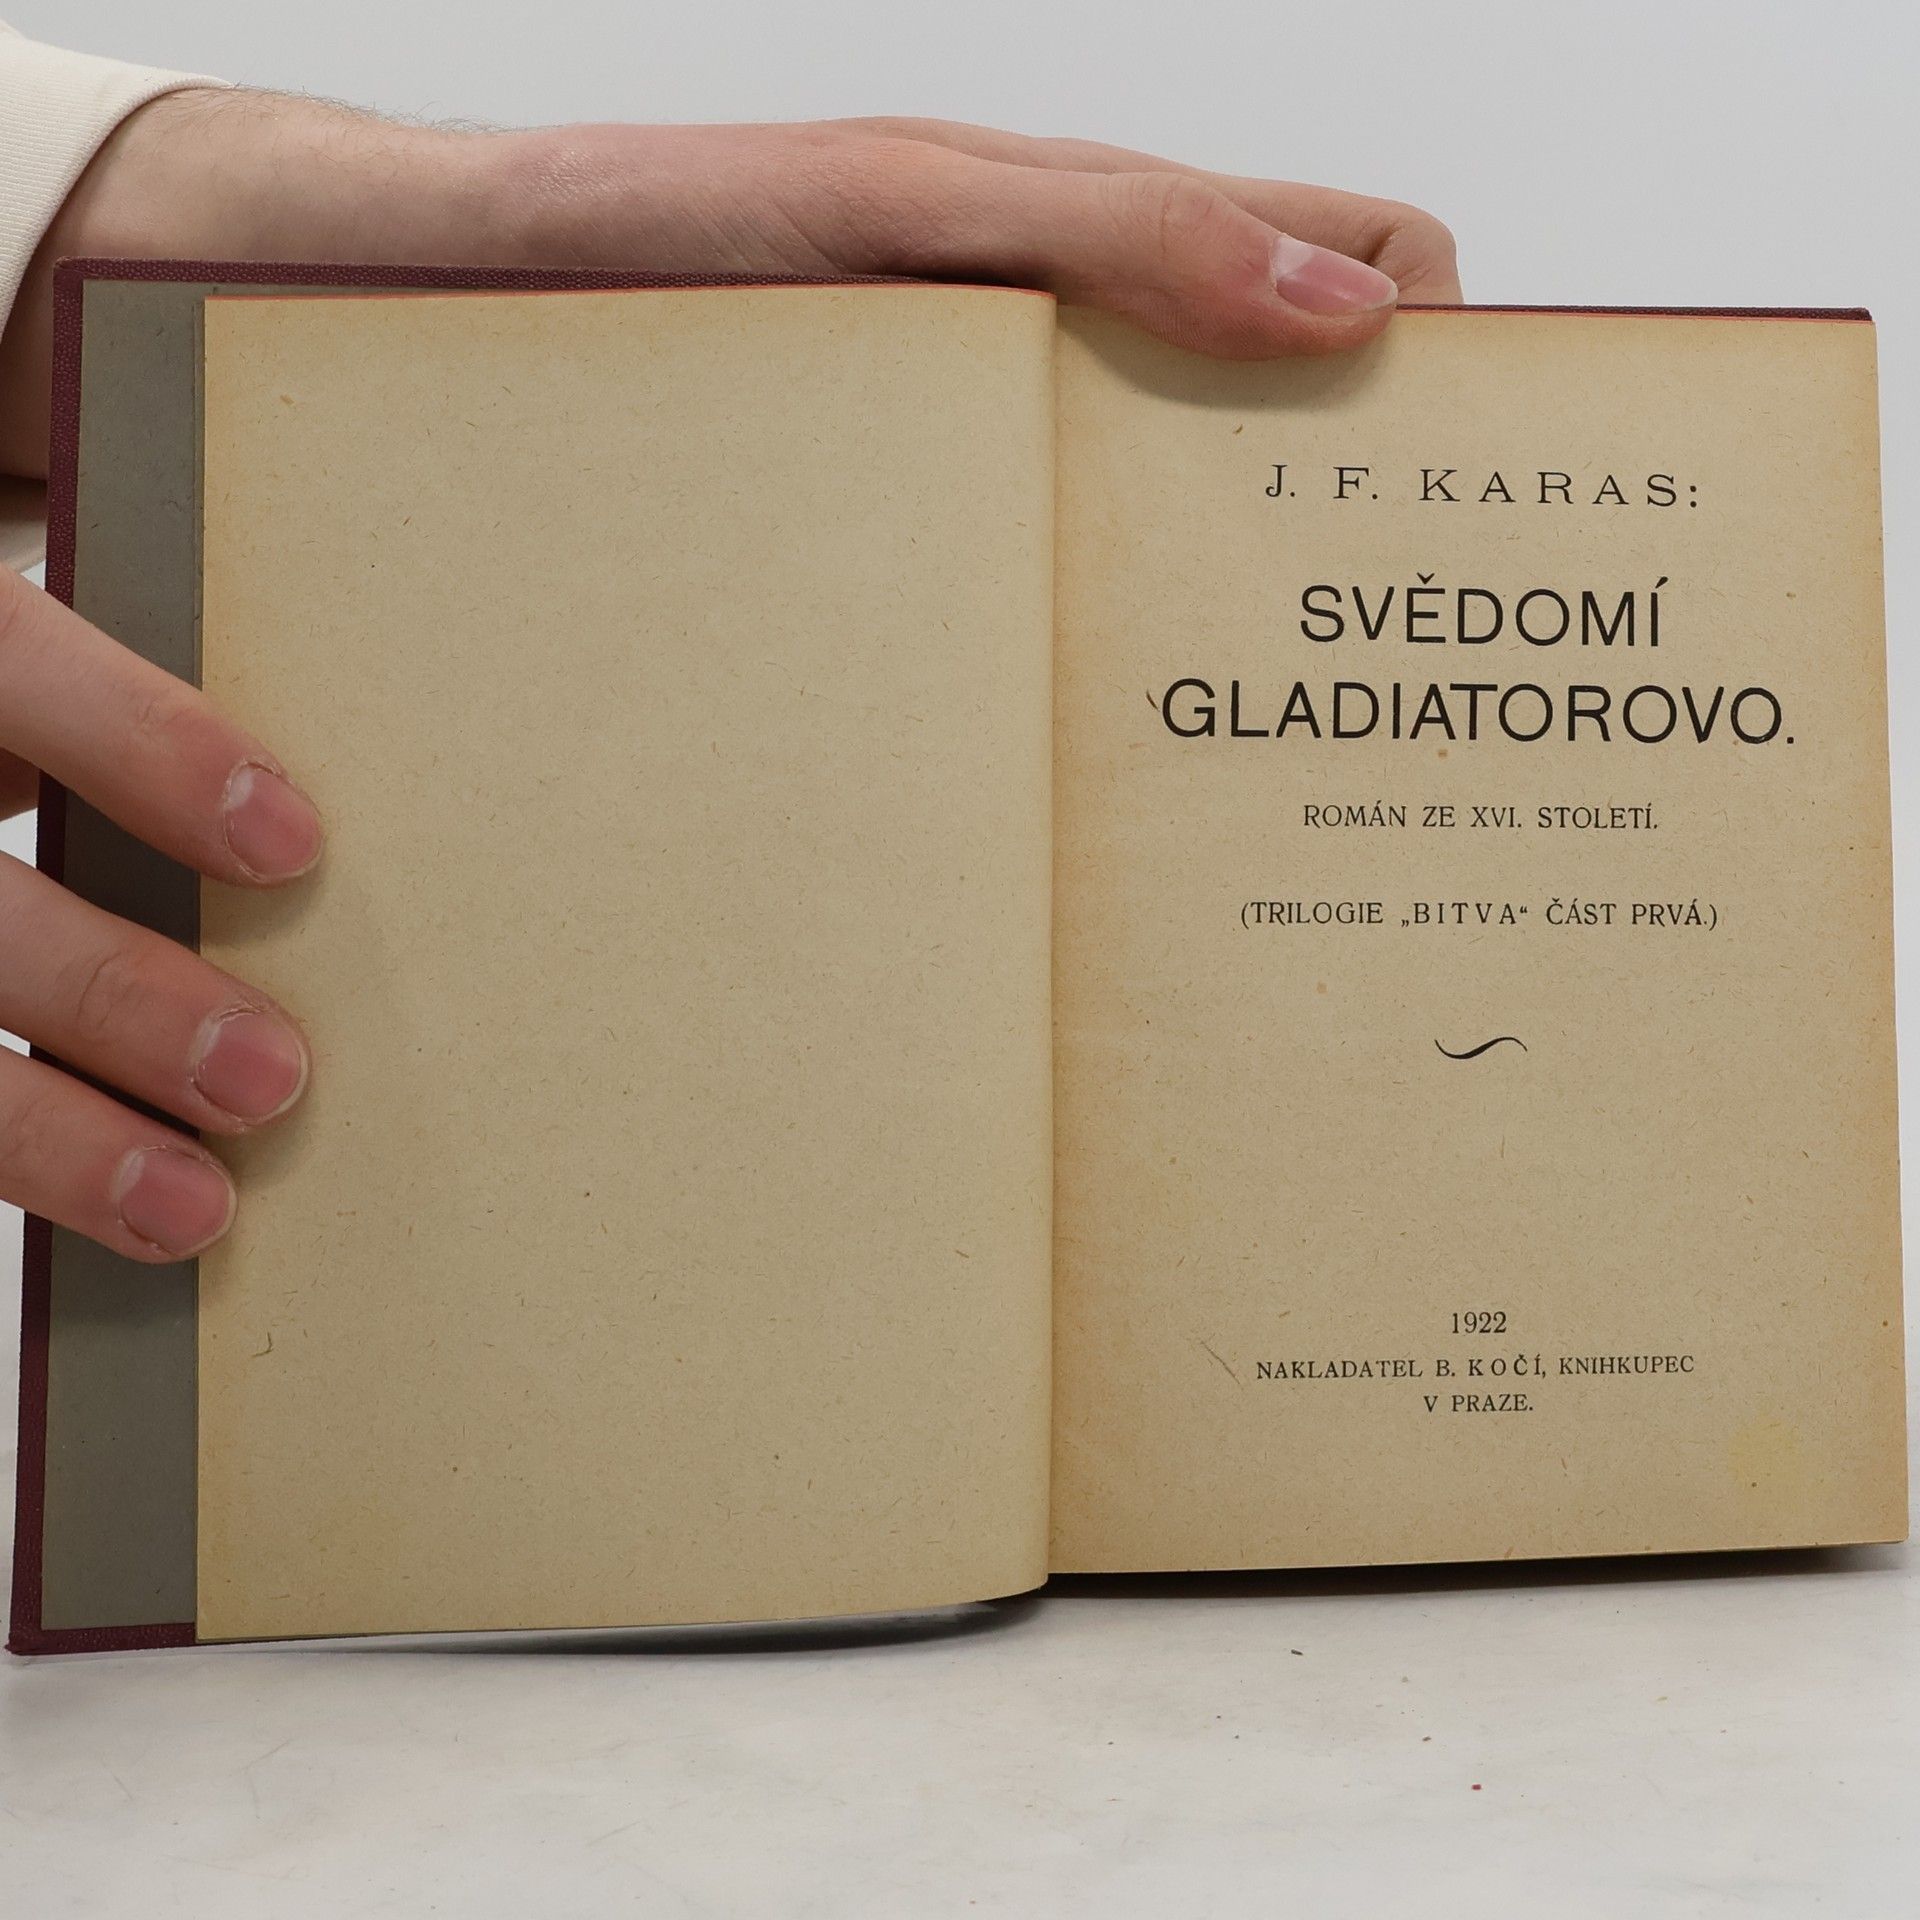 J. F. KARAS:
SVĚDOMÍ
GLADIATOROVO.
ROMÁN ZE XVI. STOLETÍ.
(TRILOGIE „BITVA“ ČÁST PRVÁ.)
1922
NAKLADATEL B. KOČÍ, KNIHKUPEC
V PRAZE.